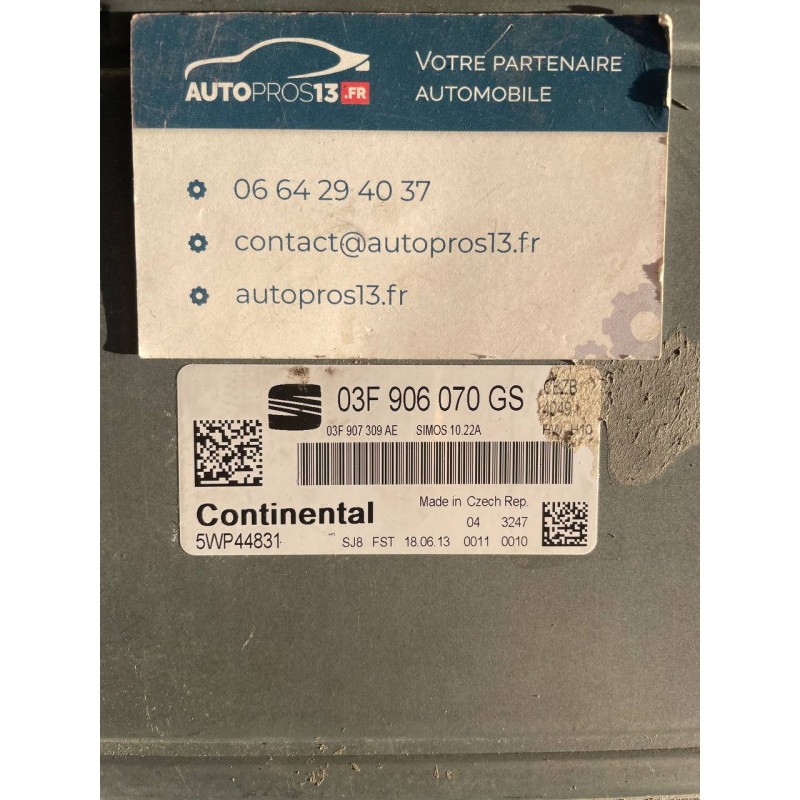 AUTOPROS13.FR
VOTRE PARTENAIRE
AUTOMOBILE
06 64 29 40 37
contact@autopros13.fr
autopros13.fr
03F 906 070 GS
03F 907 309 AE SIMOS 10.22A
Continental
5WP44831
Made in Czech Rep.
04 3247
SJ8 FST 18.06.13 0011 0010